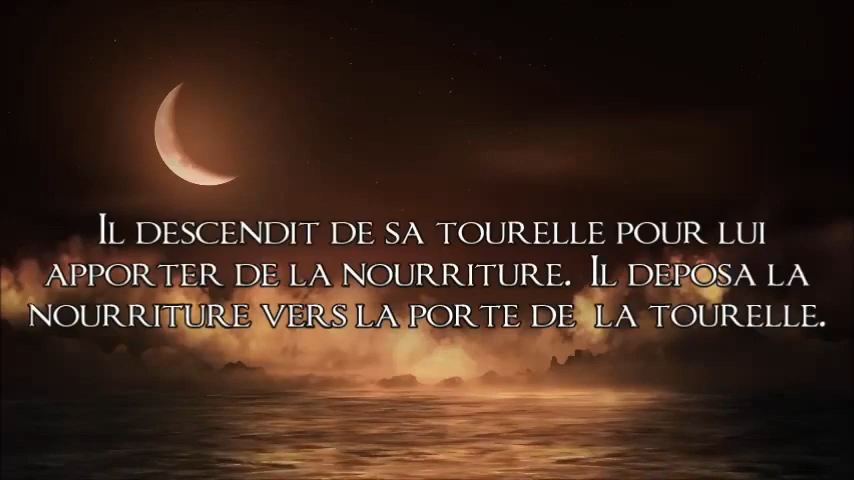 Il descendit de sa tourelle pour lui
apporter de la nourriture. Il deposa la
nourriture vers la porte de la tourelle.